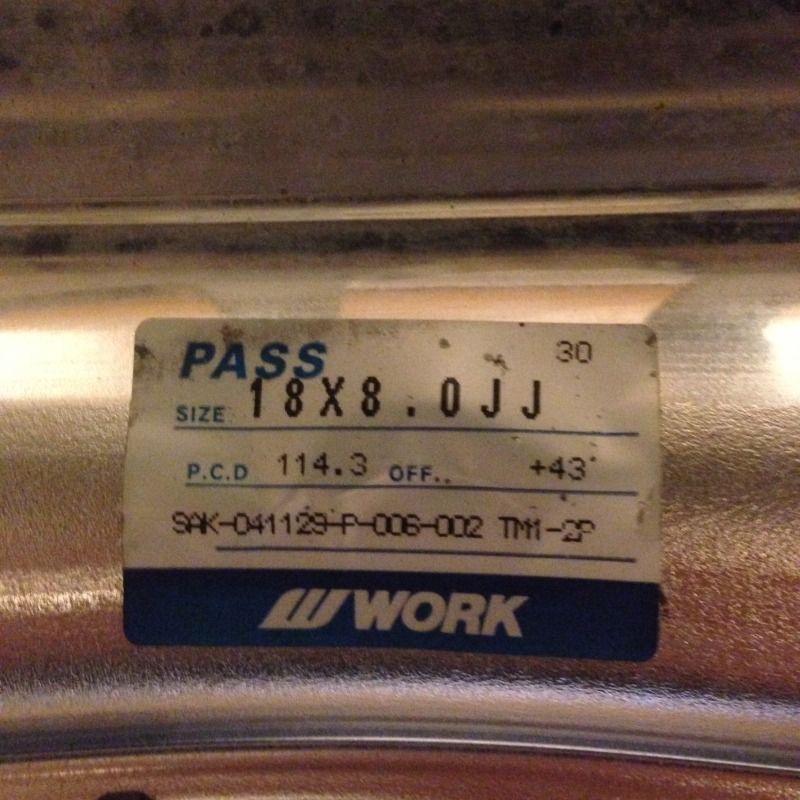 PASS 30
SIZE 18X8.0JJ
P.C.D 114.3 OFF.. +43
SAK-041129-P-006-002 TM1-2P
WORK